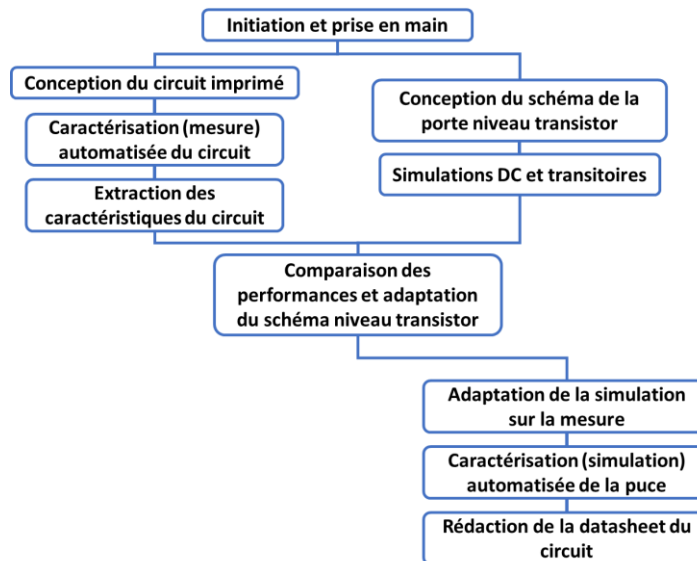 Initiation et prise en main
Conception du circuit imprimé
Caractérisation (mesure)
automatisée du circuit
Extraction des
caractéristiques du circuit
Conception du schéma de la
porte niveau transistor
Simulations DC et transitoires
Comparaison des
performances et adaptation
du schéma niveau transistor
Adaptation de la simulation
sur la mesure
Caractérisation (simulation)
automatisée de la puce
Rédaction de la datasheet du
circuit